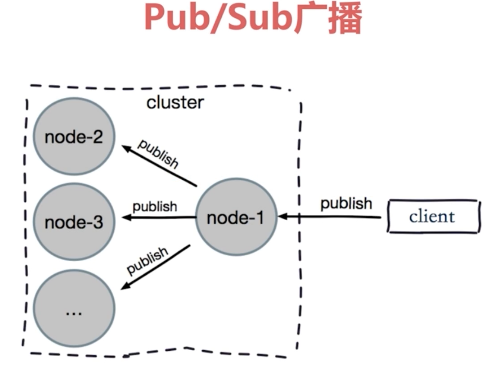 Pub/Sub广播
cluster
node-2
publish
node-3
publish
node-1
publish
client
publish
...